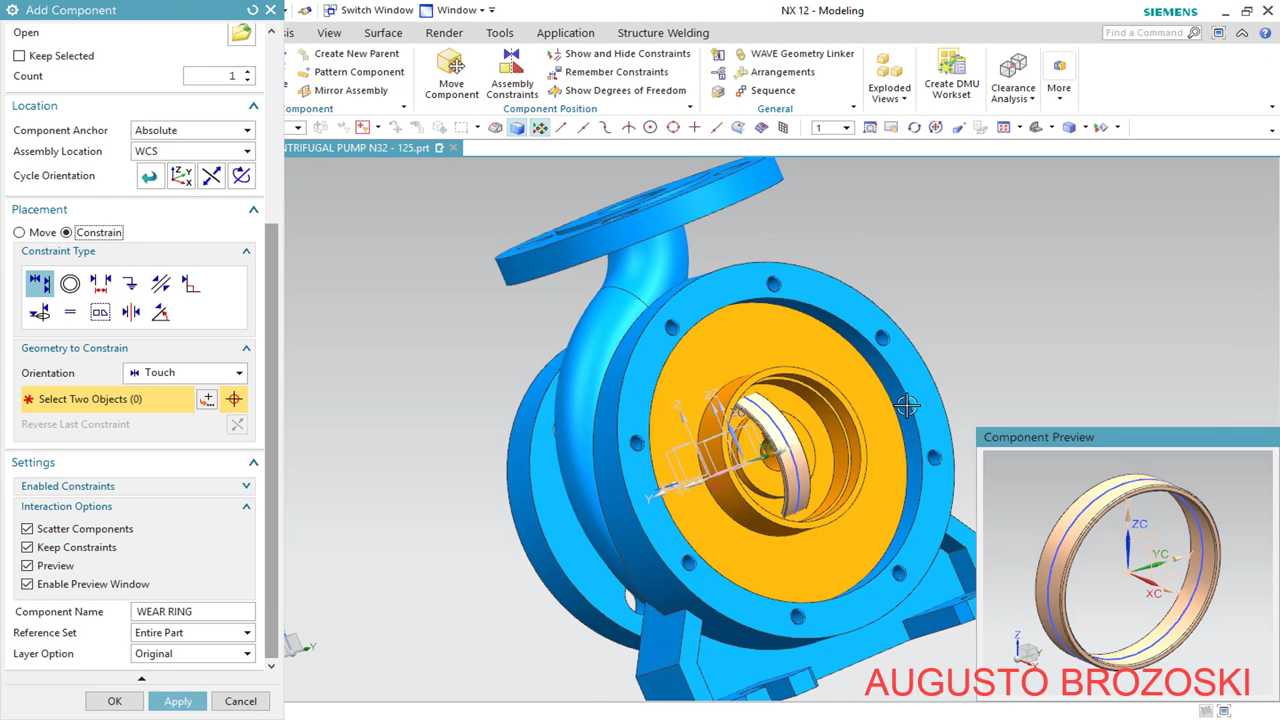 Add Component
Switch Window
Window
NX 12 - Modeling
SIEMENS
sis
View
Surface
Render
Tools
Application
Structure Welding
Find a Command
Open
Keep Selected
Count
1
Location
Component Anchor
Absolute
Assembly Location
WCS
Cycle Orientation
Placement
Move
Constrain
Constraint Type
Geometry to Constrain
Orientation
Touch
Select Two Objects (0)
Reverse Last Constraint
Settings
Enabled Constraints
Interaction Options
Scatter Components
Keep Constraints
Preview
Enable Preview Window
Component Name
WEAR RING
Reference Set
Entire Part
Layer Option
Original
OK
Apply
Cancel
Create New Parent
Pattern Component
Mirror Assembly
omponent
Move
Component
Assembly
Constraints
Show and Hide Constraints
Remember Constraints
Show Degrees of Freedom
Component Position
WAVE Geometry Linker
Arrangements
Sequence
General
Exploded
Views
Create DMU
Workset
Clearance
Analysis
More
1
NTRIFUGAL PUMP N32 - 125.prt
Z
Y
Y
Component Preview
ZC
YC
XC
Z
AUGUSTO BROZOSKI